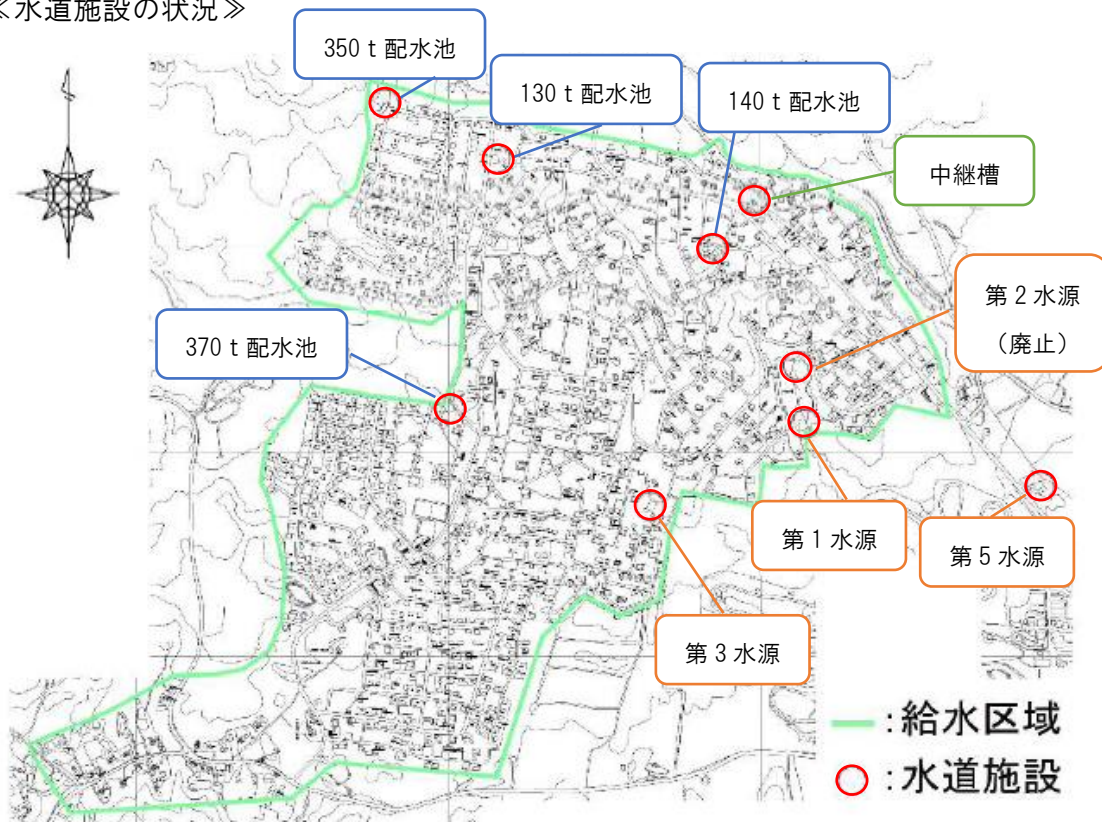 ≪水道施設の状況≫
350ｔ配水池
130ｔ配水池
140ｔ配水池
中継槽
第２水源
（廃止）
370ｔ配水池
第１水源
第５水源
第３水源
：給水区域
：水道施設